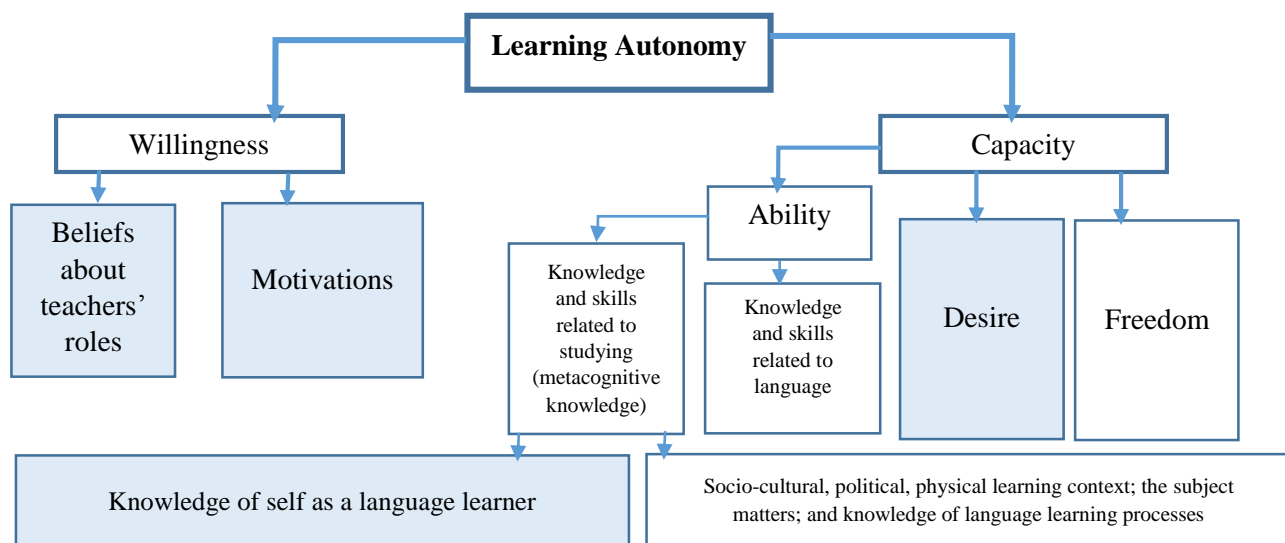 Learning Autonomy
Willingness
Capacity
Beliefs
about
teachers’
roles
Motivations
Ability
Desire
Freedom
Knowledge
and skills
related to
studying
(metacognitive
knowledge)
Knowledge
and skills
related to
language
Knowledge of self as a language learner
Socio-cultural, political, physical learning context; the subject
matters; and knowledge of language learning processes